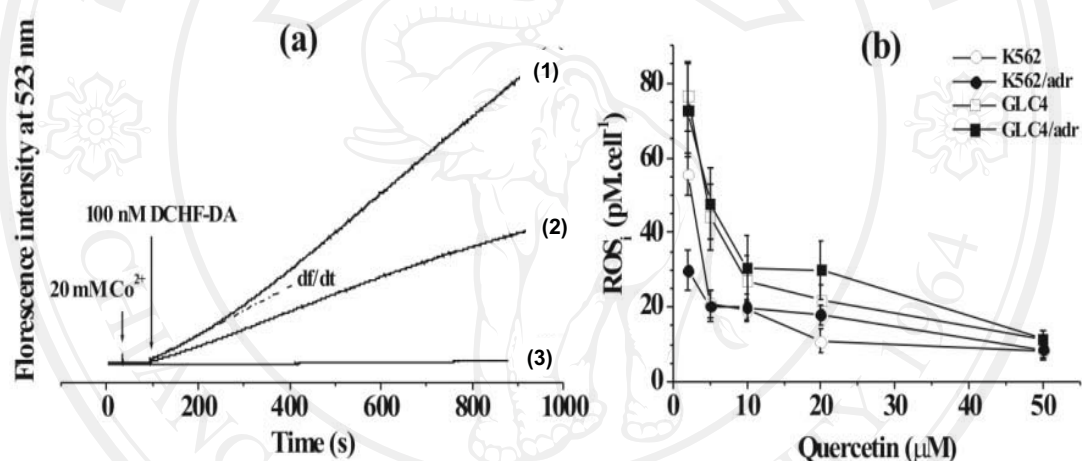 (a)
Florescence intensity at 523 nm
(1)
100 nM DCHF-DA
(2)
20 mM Co²⁺
df/dt
(3)
0 200 400 600 800 1000
Time (s)
(b)
K562
K562/adr
GLC4
GLC4/adr
ROSᵢ (pM.cell⁻¹)
80
60
40
20
0
0 10 20 30 40 50
Quercetin (μM)
1964